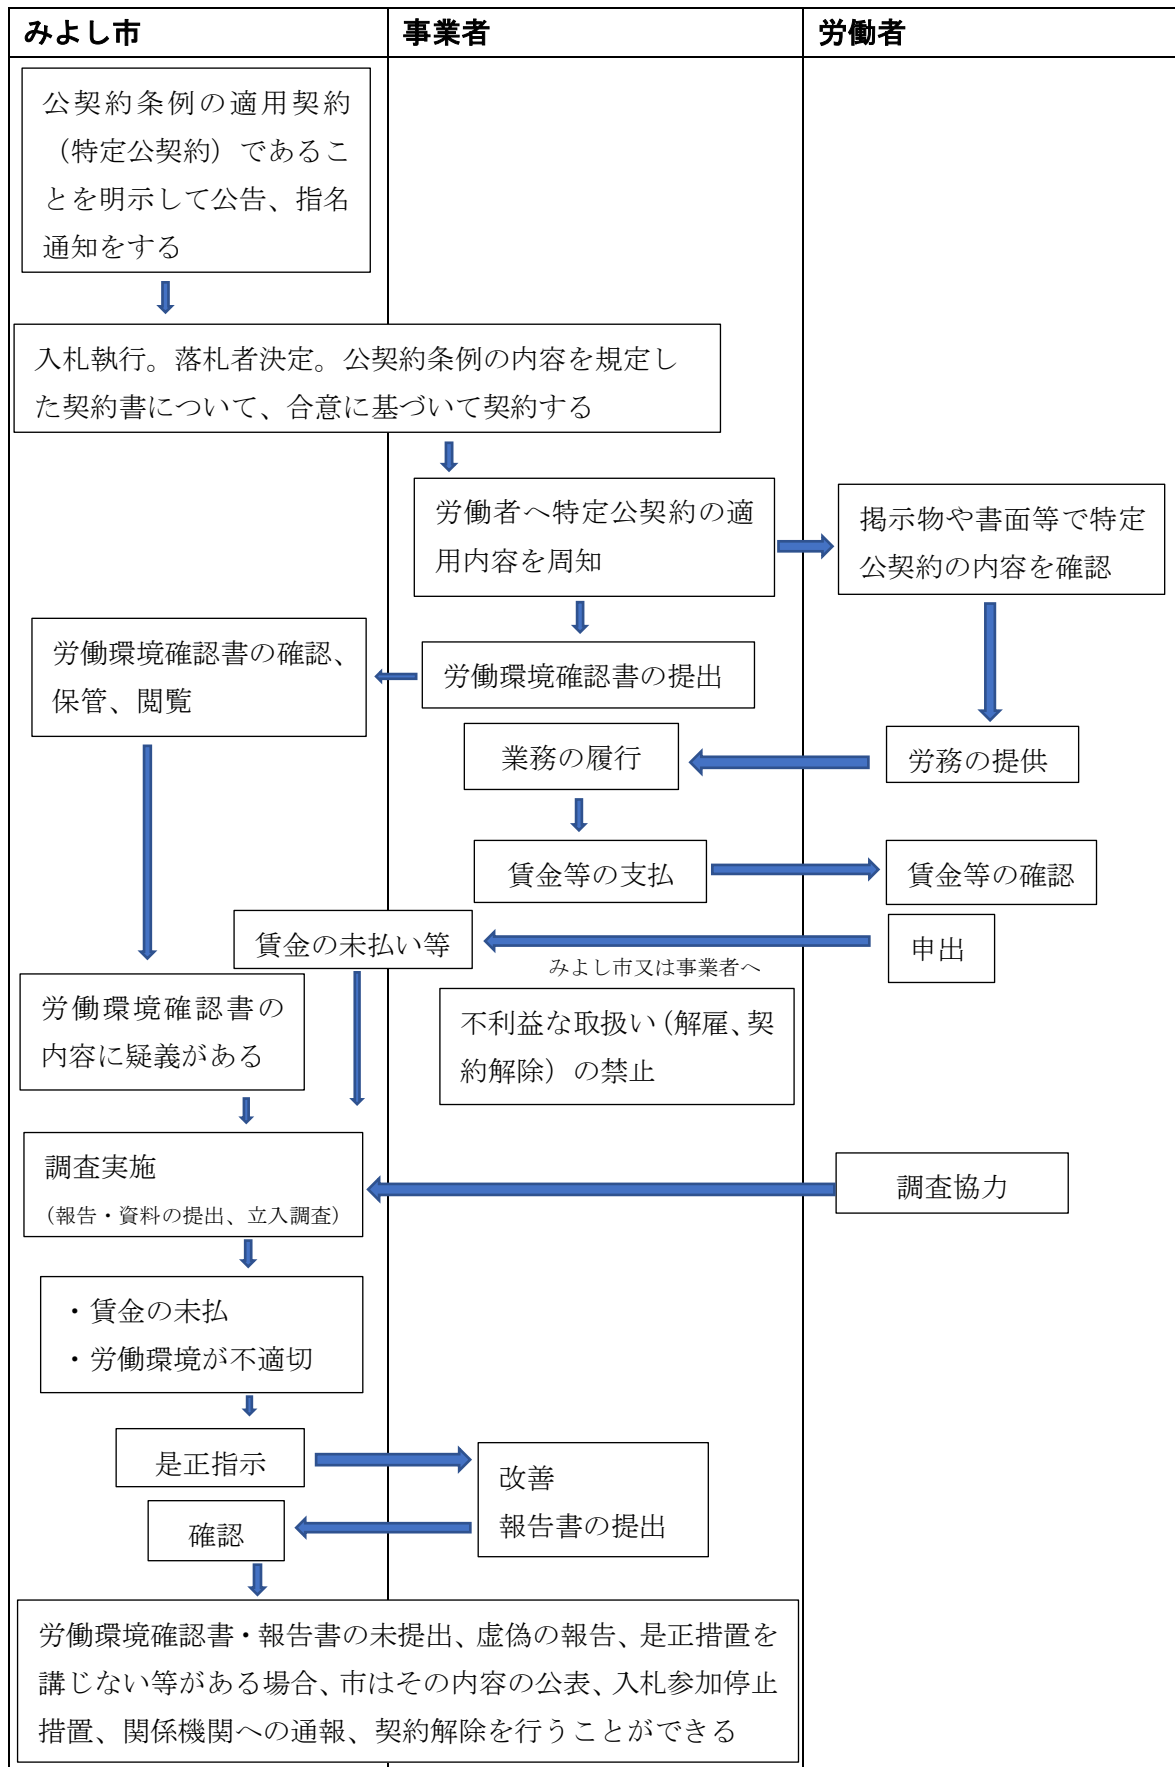 みよし市
事業者
労働者
公契約条例の適用契約
（特定公契約）であるこ
とを明示して公告、指名
通知をする
入札執行。落札者決定。公契約条例の内容を規定し
た契約書について、合意に基づいて契約する
労働者へ特定公契約の適
用内容を周知
掲示物や書面等で特定
公契約の内容を確認
労働環境確認書の確認、
保管、閲覧
労働環境確認書の提出
業務の履行
労務の提供
賃金等の支払
賃金等の確認
賃金の未払い等
申出
みよし市又は事業者へ
労働環境確認書の
内容に疑義がある
不利益な取扱い（解雇、契
約解除）の禁止
調査実施
（報告・資料の提出、立入調査）
調査協力
・賃金の未払
・労働環境が不適切
是正指示
改善
報告書の提出
確認
労働環境確認書・報告書の未提出、虚偽の報告、是正措置を
講じない等がある場合、市はその内容の公表、入札参加停止
措置、関係機関への通報、契約解除を行うことができる